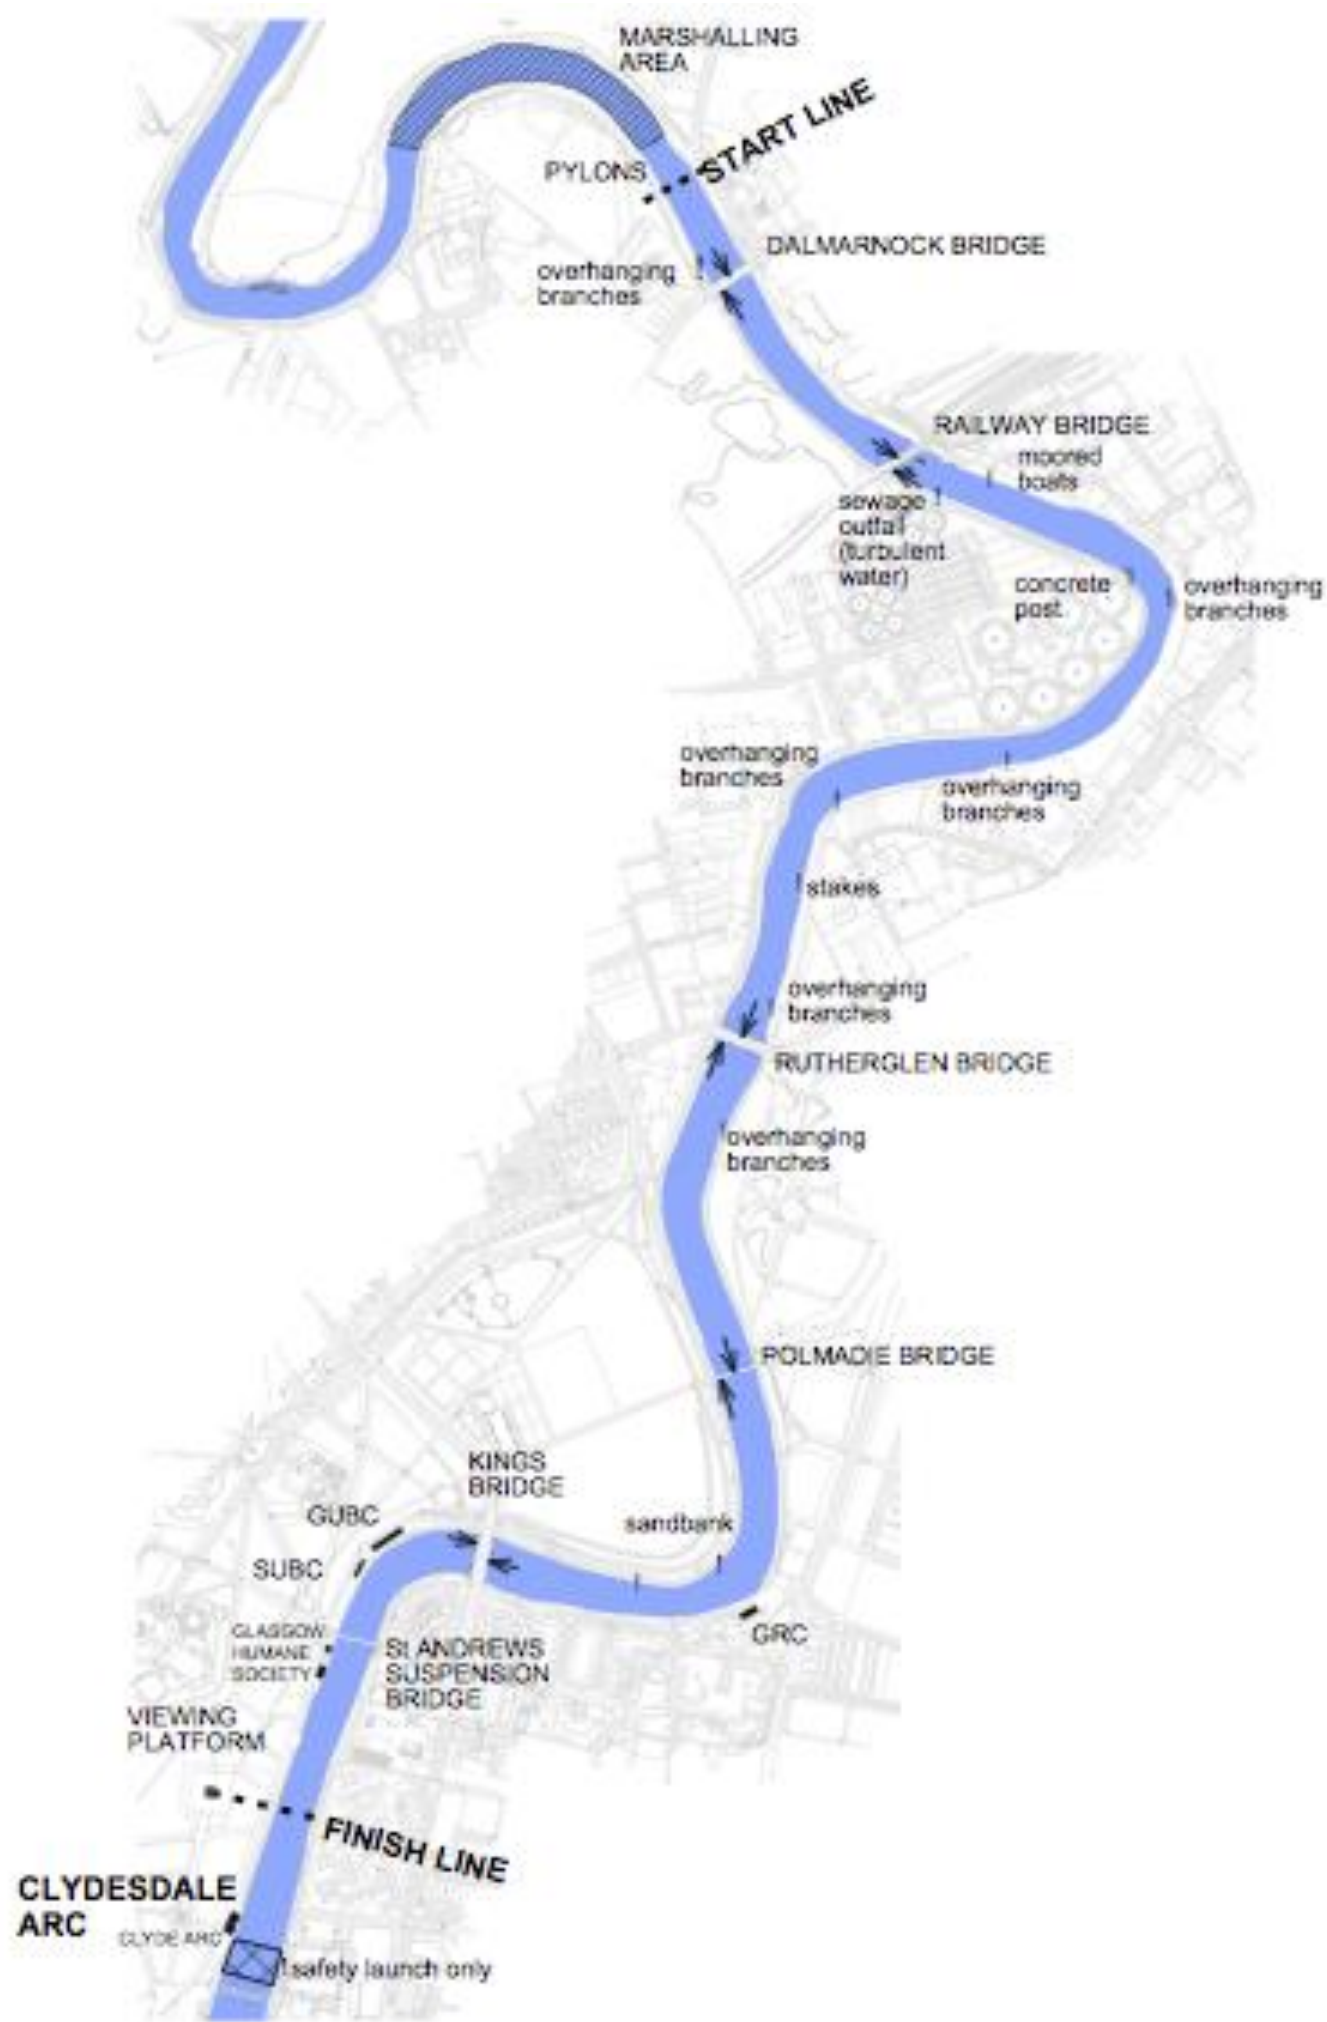 MARSHALLING
AREA
START LINE
PYLONS
DALMARNOCK BRIDGE
overhanging
branches
RAILWAY BRIDGE
moored
boats
sewage
outfall
(turbulent
water)
concrete
post
overhanging
branches
overhanging
branches
overhanging
branches
stakes
overhanging
branches
RUTHERGLEN BRIDGE
overhanging
branches
POLMADIE BRIDGE
KINGS
BRIDGE
GUBC
sandbank
SUBC
GLASGOW
HUMANE
SOCIETY
St ANDREWS
SUSPENSION
BRIDGE
GRC
VIEWING
PLATFORM
FINISH LINE
CLYDESDALE
ARC
CLYDE ARC
safety launch only